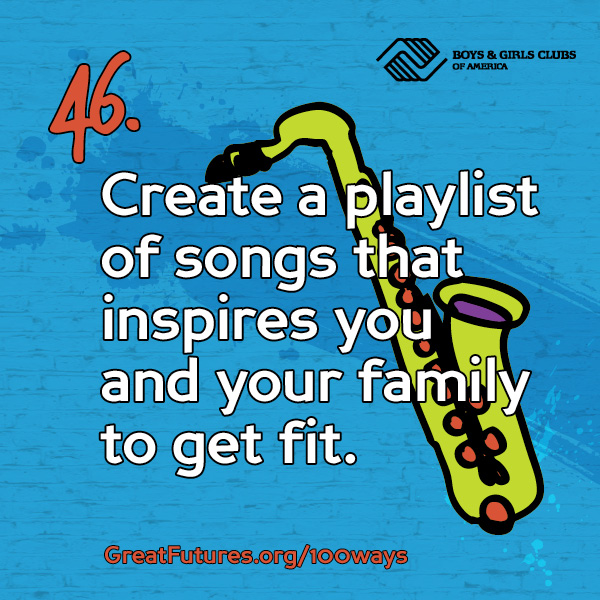 BOYS & GIRLS CLUBS
OF AMERICA
46.
Create a playlist
of songs that
inspires you
and your family
to get fit.
GreatFutures.org/100ways